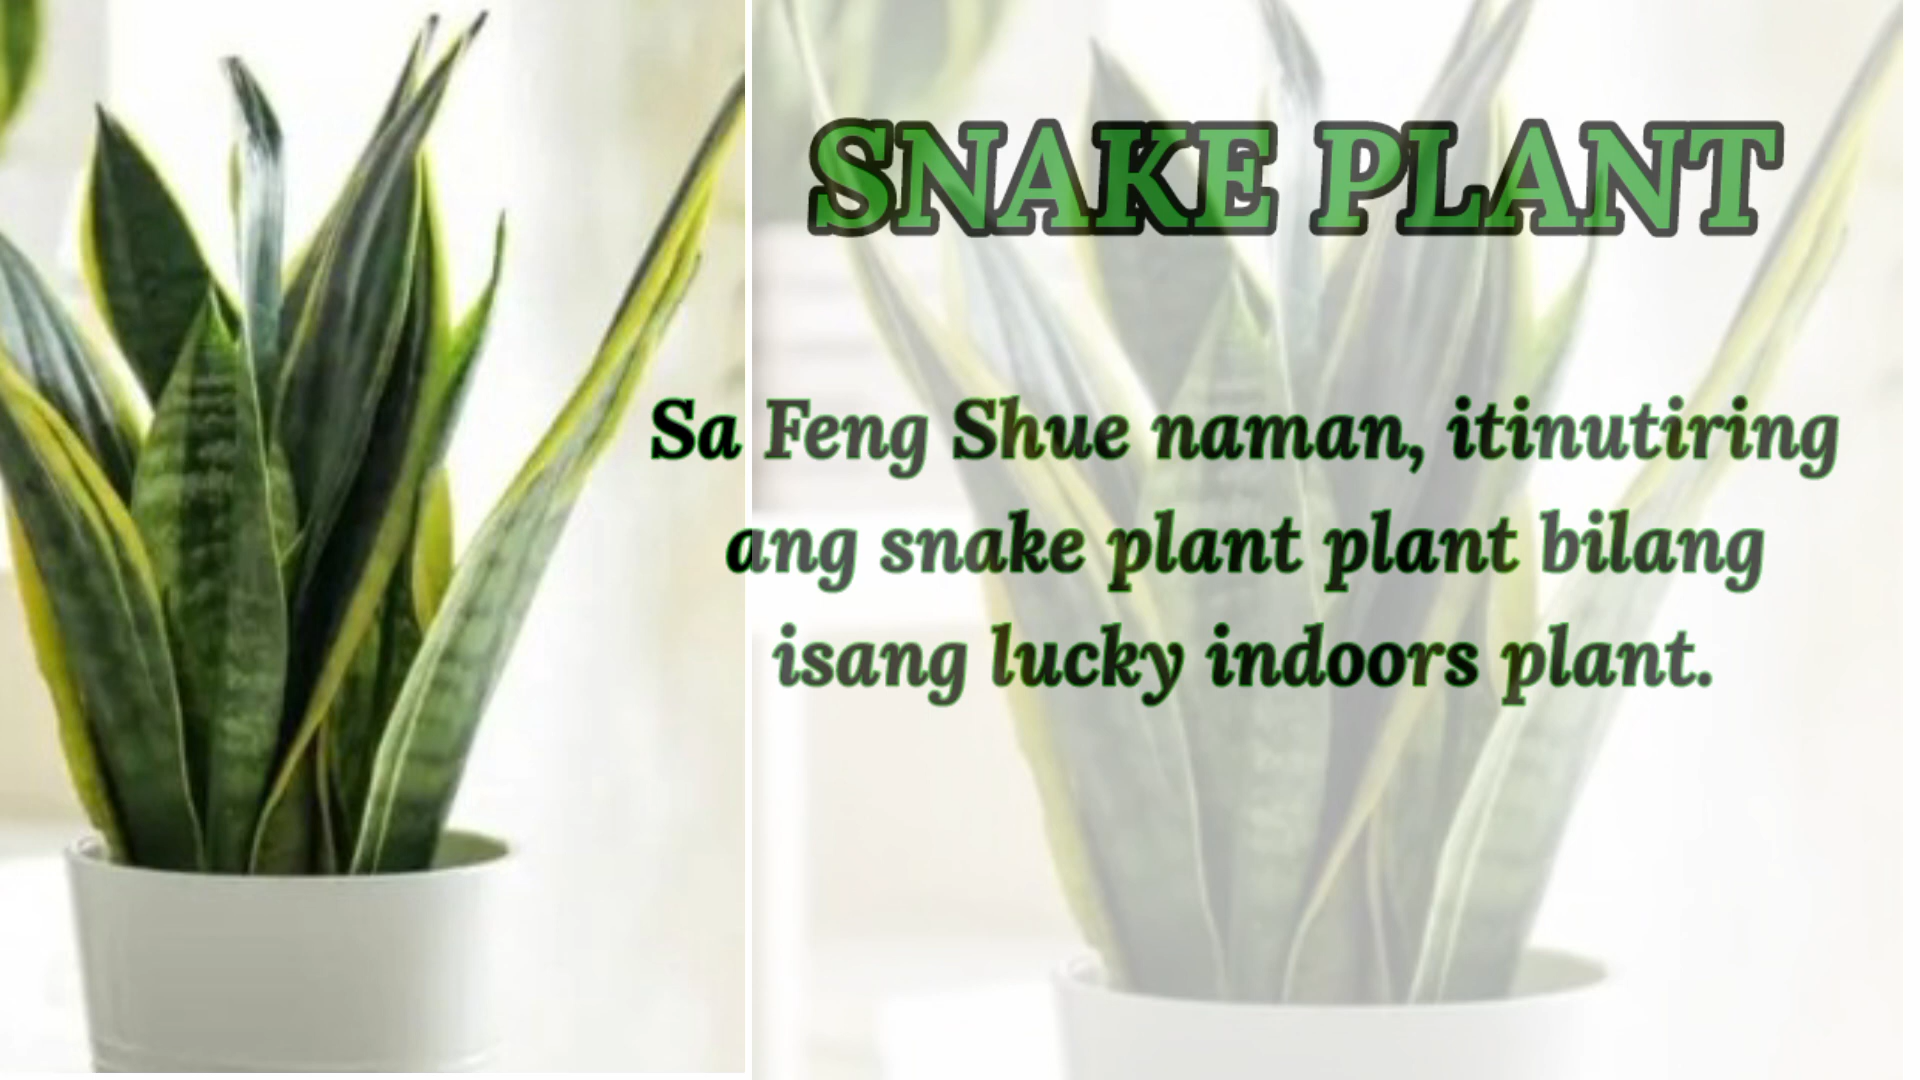 SNAKE PLANT
Sa Feng Shue naman, itinutiring
ang snake plant plant bilang
isang lucky indoors plant.